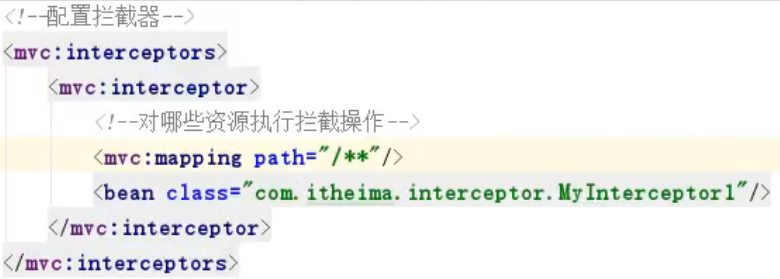 <!--配置拦截器-->
<mvc:interceptors>
<mvc:interceptor>
<!--对哪些资源执行拦截操作-->
<mvc:mapping path="/**"/>
<bean class="com.itheima.interceptor.MyInterceptor1"/>
</mvc:interceptor>
</mvc:interceptors>